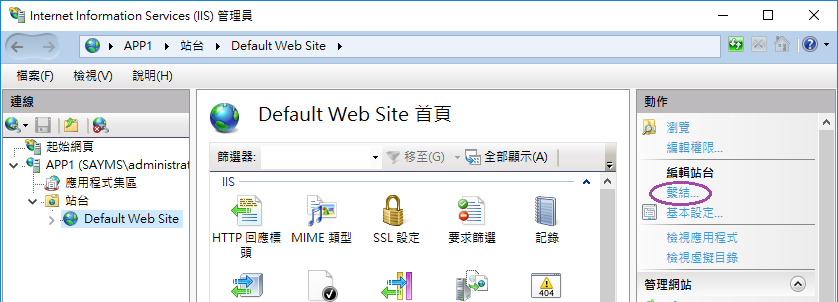 Internet Information Services (IIS) 管理員
APP1 站台 Default Web Site
檔案(F) 檢視(V) 說明(H)
連線
起始網頁
APP1 (SAYMS\administrat
應用程式集區
站台
Default Web Site
Default Web Site 首頁
篩選器: 移至(G) 全部顯示(A)
IIS
HTTP 回應標頭
MIME 類型
SSL 設定
要求篩選
記錄
404
動作
瀏覽
編輯權限...
編輯站台
繫結...
基本設定...
檢視應用程式
檢視虛擬目錄
管理網站